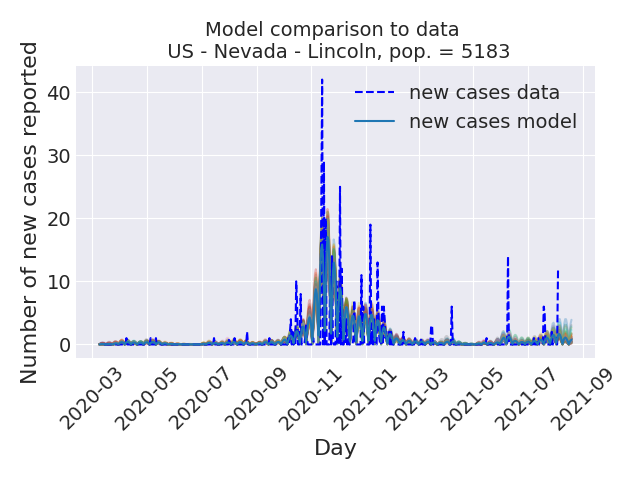 Model comparison to data
US - Nevada - Lincoln, pop. = 5183
Number of new cases reported
40
30
20
10
0
new cases data
new cases model
2020-03
2020-05
2020-07
2020-09
2020-11
2021-01
2021-03
2021-05
2021-07
2021-09
Day